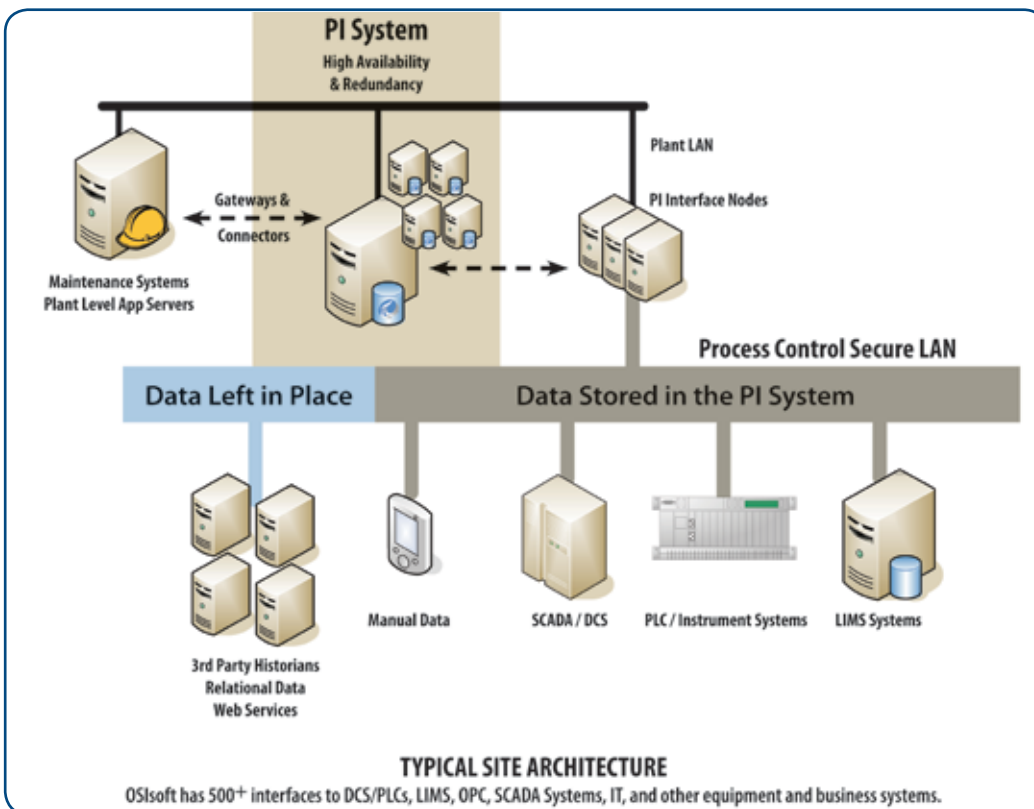 PI System
High Availability
& Redundancy
Plant LAN
PI Interface Nodes
Gateways &
Connectors
Maintenance Systems
Plant Level App Servers
Process Control Secure LAN
Data Left in Place
Data Stored in the PI System
Manual Data
SCADA / DCS
PLC / Instrument Systems
LIMS Systems
3rd Party Historians
Relational Data
Web Services
TYPICAL SITE ARCHITECTURE
OSIsoft has 500+ interfaces to DCS/PLCs, LIMS, OPC, SCADA Systems, IT, and other equipment and business systems.